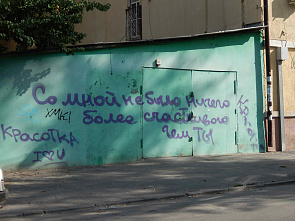 Со мной не было ничего
более счастливого
чем ты
Красотка
I ♡ U